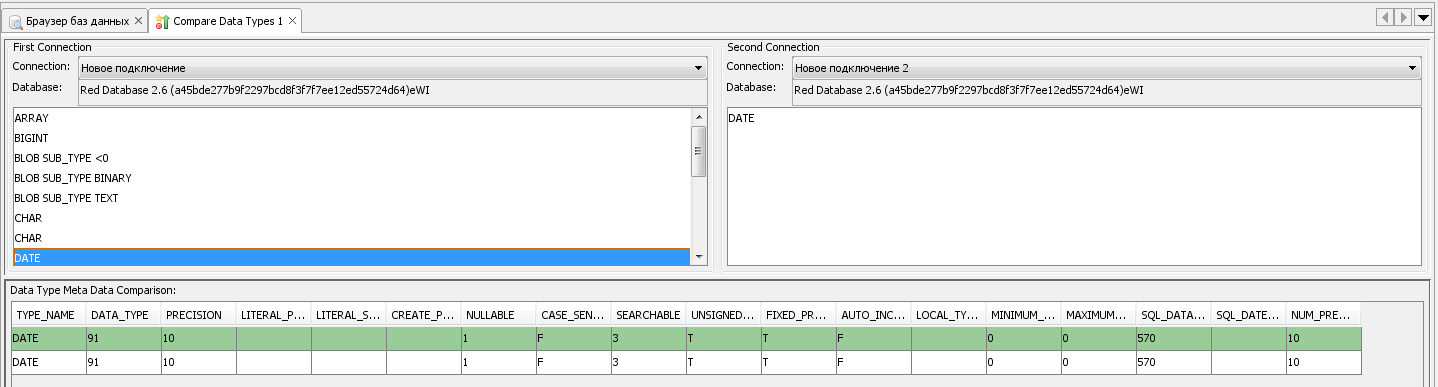 Браузер баз данных Compare Data Types 1
First Connection Second Connection
Connection: Новое подключение Connection: Новое подключение 2
Database: Red Database 2.6 (a45bde277b9f2297bcd8f3f7f7ee12ed55724d64)eWI Database: Red Database 2.6 (a45bde277b9f2297bcd8f3f7f7ee12ed55724d64)eWI
ARRAY DATE
BIGINT
BLOB SUB_TYPE <0
BLOB SUB_TYPE BINARY
BLOB SUB_TYPE TEXT
CHAR
CHAR
DATE
Data Type Meta Data Comparison:
TYPE_NAME DATA_TYPE PRECISION LITERAL_P... LITERAL_S... CREATE_P... NULLABLE CASE_SEN... SEARCHABLE UNSIGNED... FIXED_PR... AUTO_INC... LOCAL_TY... MINIMUM_... MAXIMUM... SQL_DATA... SQL_DATE... NUM_PRE...
DATE 91 10 1 F 3 T T F 0 0 570 10
DATE 91 10 1 F 3 T T F 0 0 570 10